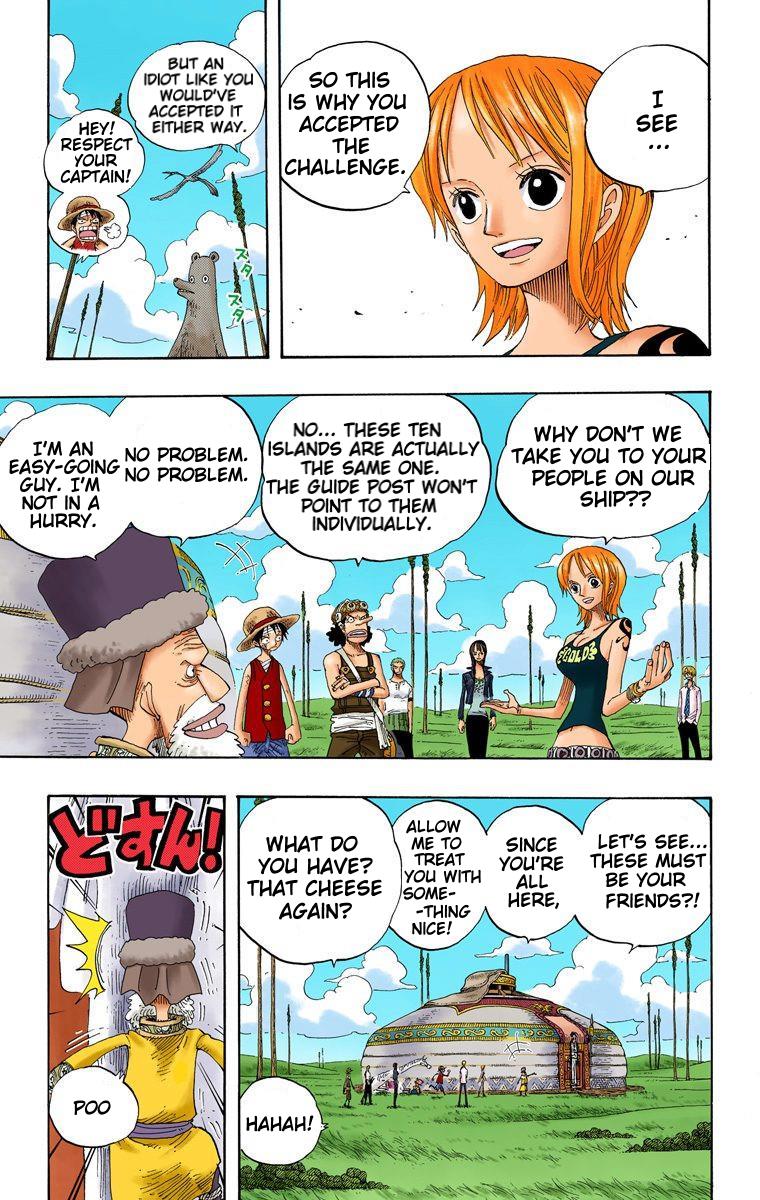 I
SEE
...
SO THIS
IS WHY YOU
ACCEPTED
THE
CHALLENGE.
BUT AN
IDIOT LIKE YOU
WOULD'VE
ACCEPTED IT
EITHER WAY.
HEY!
RESPECT
YOUR
CAPTAIN!
スタ
スタ
WHY DON'T WE
TAKE YOU TO YOUR
PEOPLE ON OUR
SHIP??
NO... THESE TEN
ISLANDS ARE ACTUALLY
THE SAME ONE.
THE GUIDE POST WON'T
POINT TO THEM
INDIVIDUALLY.
NO PROBLEM.
NO PROBLEM.
I'M AN
EASY-GOING
GUY. I'M
NOT IN A
HURRY.
LET'S SEE...
THESE MUST
BE YOUR
FRIENDS?!
SINCE
YOU'RE
ALL
HERE,
ALLOW
ME TO
TREAT
YOU WITH
SOME-
-THING
NICE!
WHAT DO
YOU HAVE?
THAT CHEESE
AGAIN?
HAHAH!
どすん!
POO